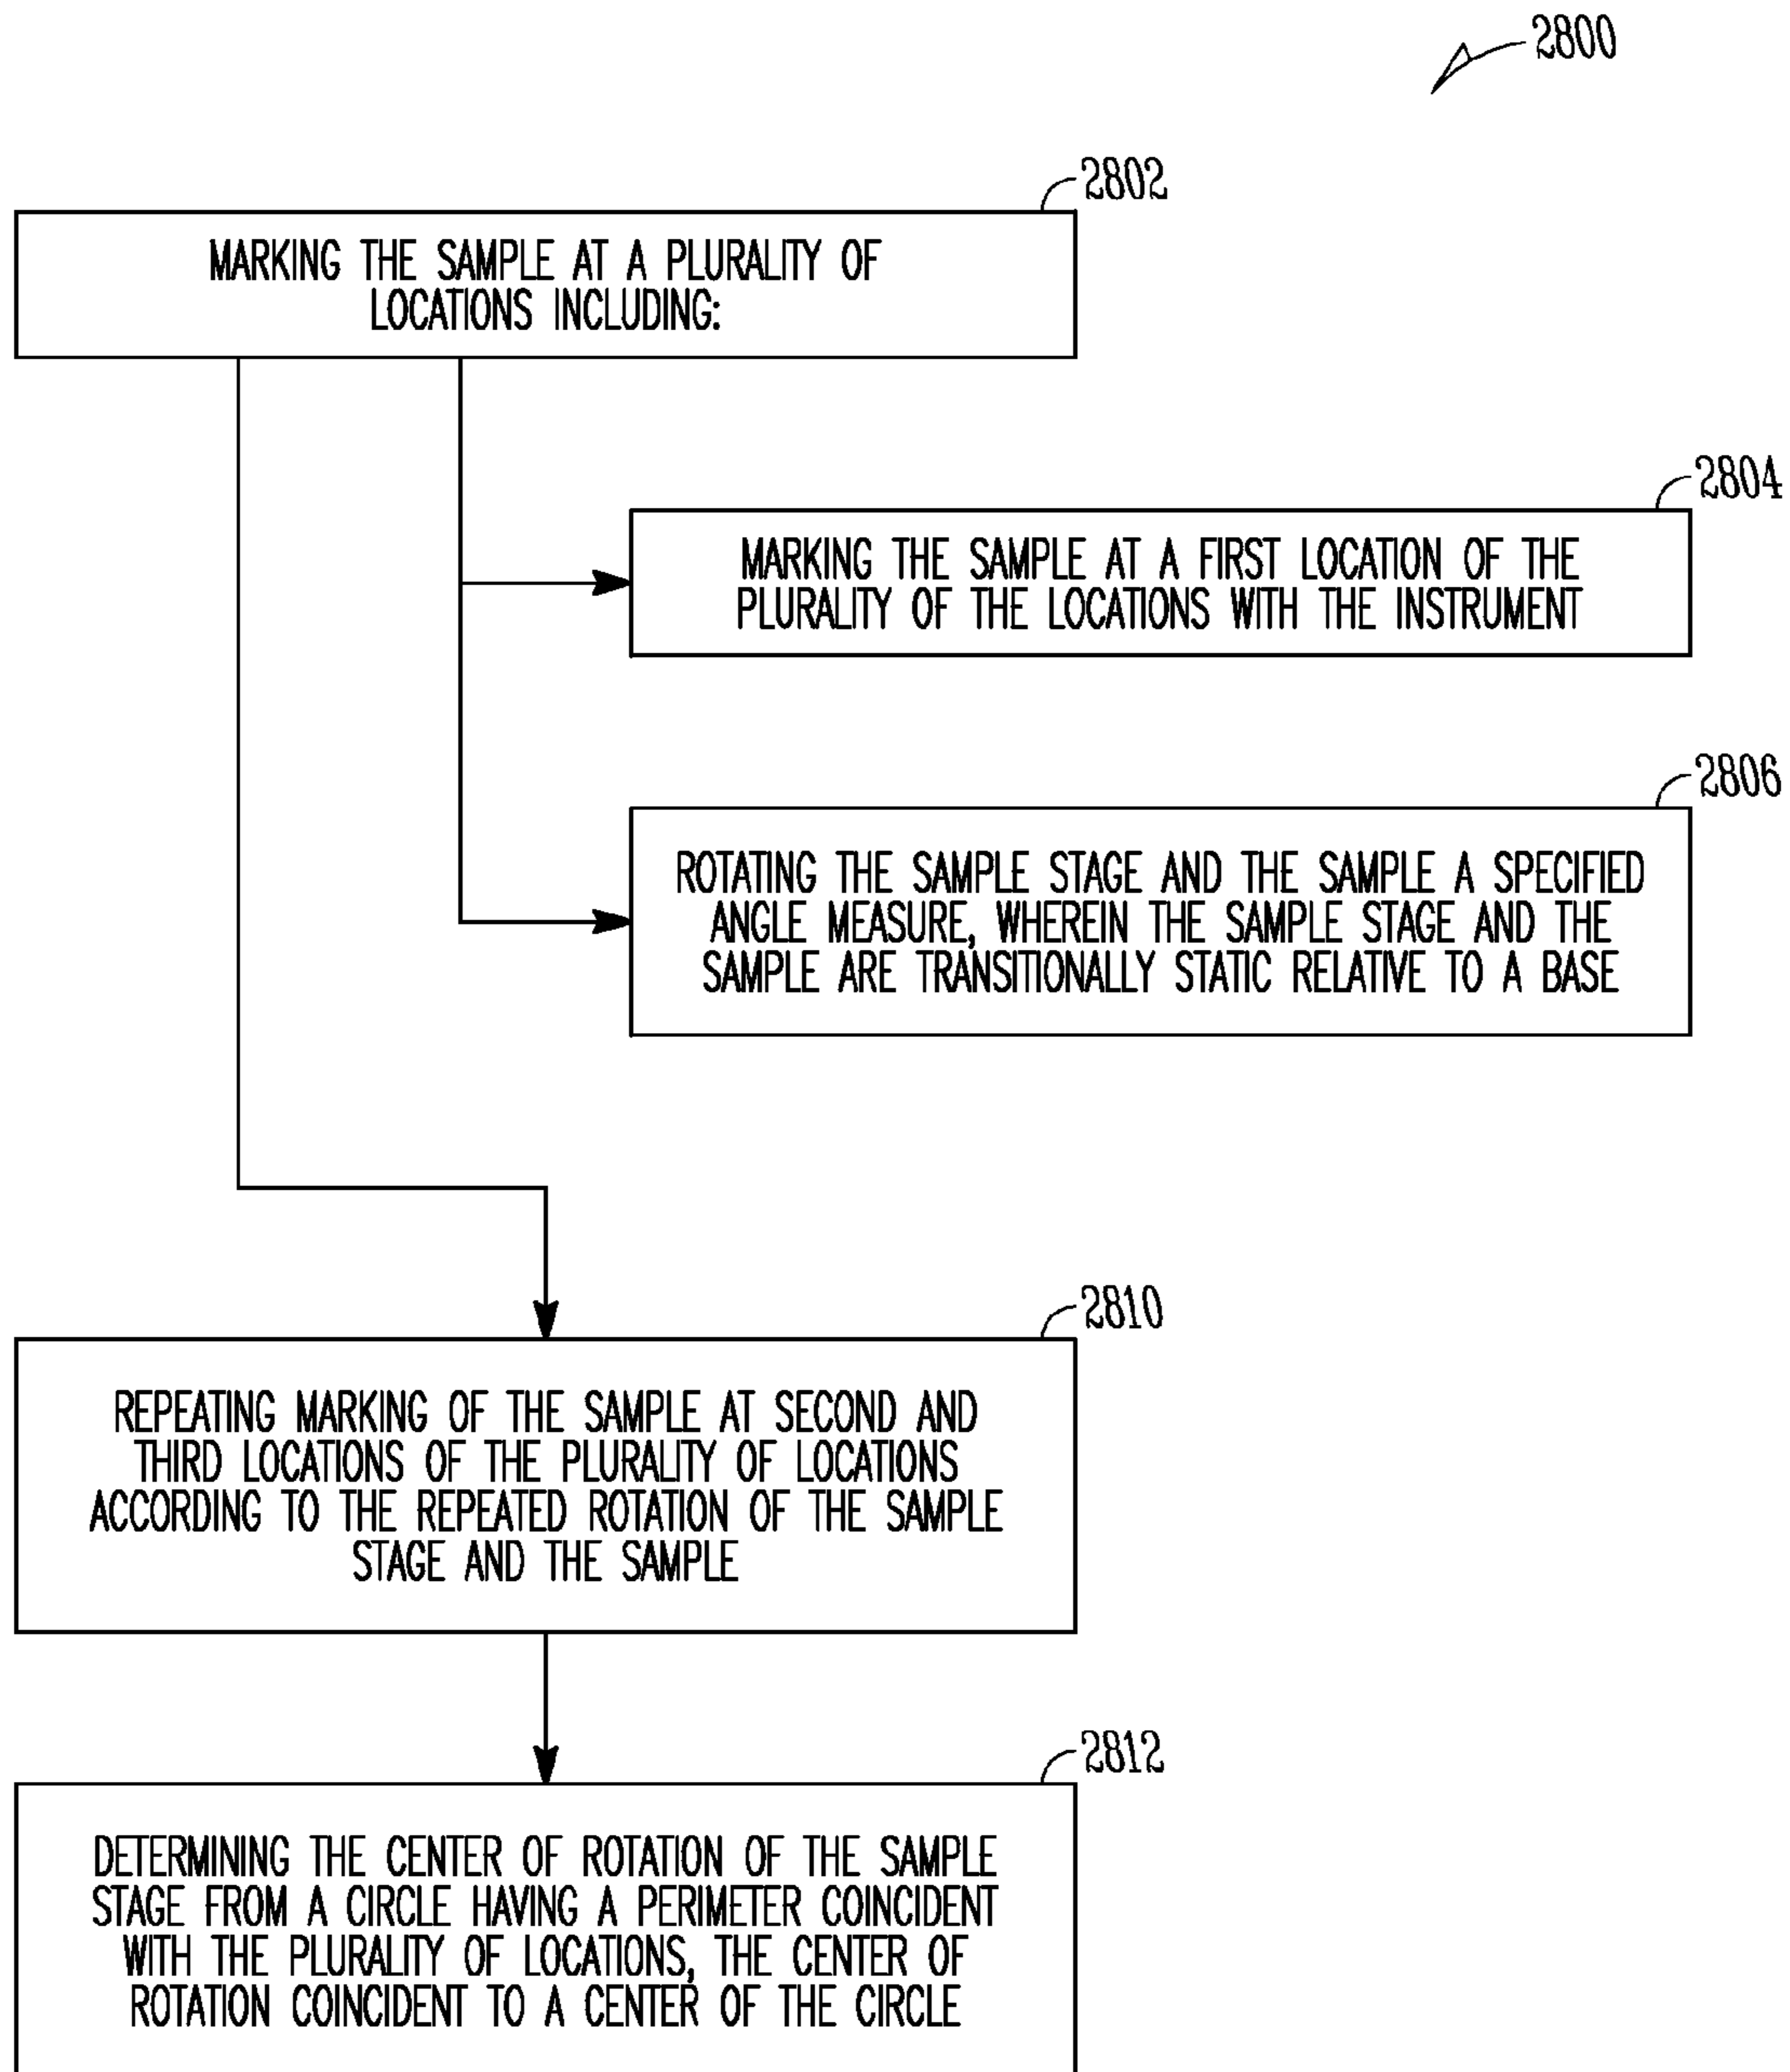 2800
2802
MARKING THE SAMPLE AT A PLURALITY OF
LOCATIONS INCLUDING:
2804
MARKING THE SAMPLE AT A FIRST LOCATION OF THE
PLURALITY OF THE LOCATIONS WITH THE INSTRUMENT
2806
ROTATING THE SAMPLE STAGE AND THE SAMPLE A SPECIFIED
ANGLE MEASURE, WHEREIN THE SAMPLE STAGE AND THE
SAMPLE ARE TRANSITIONALLY STATIC RELATIVE TO A BASE
2810
REPEATING MARKING OF THE SAMPLE AT SECOND AND
THIRD LOCATIONS OF THE PLURALITY OF LOCATIONS
ACCORDING TO THE REPEATED ROTATION OF THE SAMPLE
STAGE AND THE SAMPLE
2812
DETERMINING THE CENTER OF ROTATION OF THE SAMPLE
STAGE FROM A CIRCLE HAVING A PERIMETER COINCIDENT
WITH THE PLURALITY OF LOCATIONS, THE CENTER OF
ROTATION COINCIDENT TO A CENTER OF THE CIRCLE